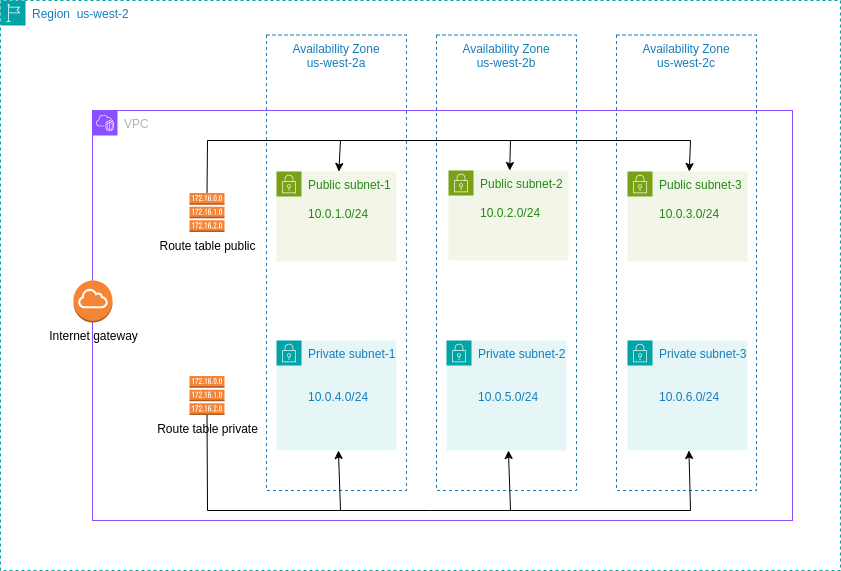 Region us-west-2
Availability Zone
us-west-2a
Availability Zone
us-west-2b
Availability Zone
us-west-2c
VPC
172.16.0.0
172.16.1.0
172.16.2.0
Route table public
Public subnet-1
10.0.1.0/24
Public subnet-2
10.0.2.0/24
Public subnet-3
10.0.3.0/24
Internet gateway
172.16.0.0
172.16.1.0
172.16.2.0
Route table private
Private subnet-1
10.0.4.0/24
Private subnet-2
10.0.5.0/24
Private subnet-3
10.0.6.0/24